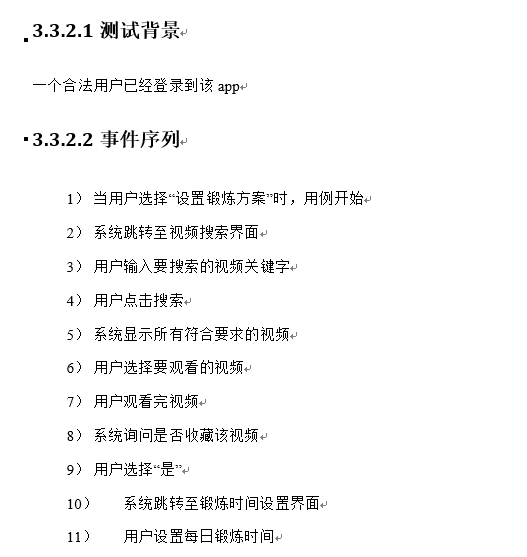 3.3.2.1 测试背景
一个合法用户已经登录到该 app
3.3.2.2 事件序列
1） 当用户选择“设置锻炼方案”时，用例开始
2） 系统跳转至视频搜索界面
3） 用户输入要搜索的视频关键字
4） 用户点击搜索
5） 系统显示所有符合要求的视频
6） 用户选择要观看的视频
7） 用户观看完视频
8） 系统询问是否收藏该视频
9） 用户选择“是”
10） 系统跳转至锻炼时间设置界面
11） 用户设置每日锻炼时间